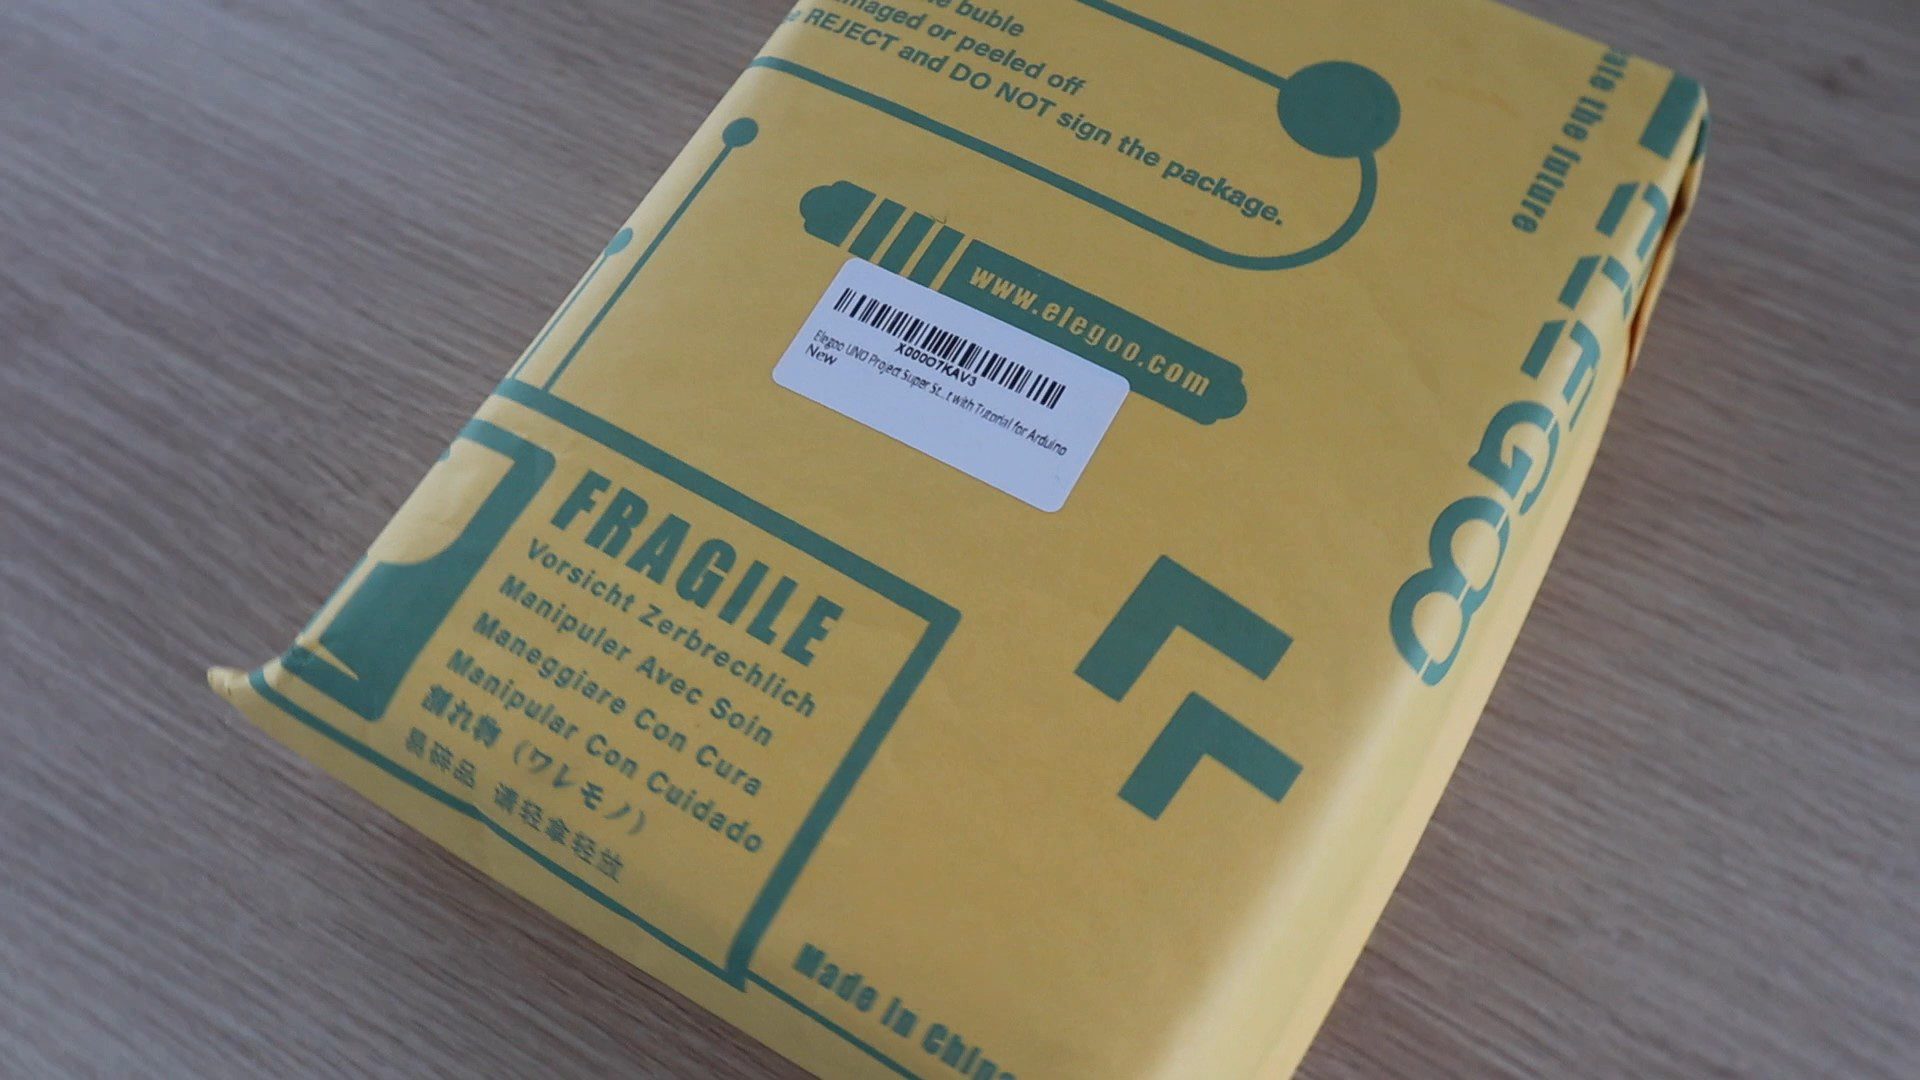 buble
or peeled off
REJECT and DO NOT sign the package.
the future
ELEGOO
www.elegoo.com
X000OTKAV3
Elegoo UNO Project Super St...t with Tutorial for Arduino
New
FRAGILE
Vorsicht Zerbrechlich
Manipuler Avec Soin
Maneggiare Con Cura
Manipular Con Cuidado
割れ物（ワレモノ）
易碎品 请轻拿轻放
Made in China